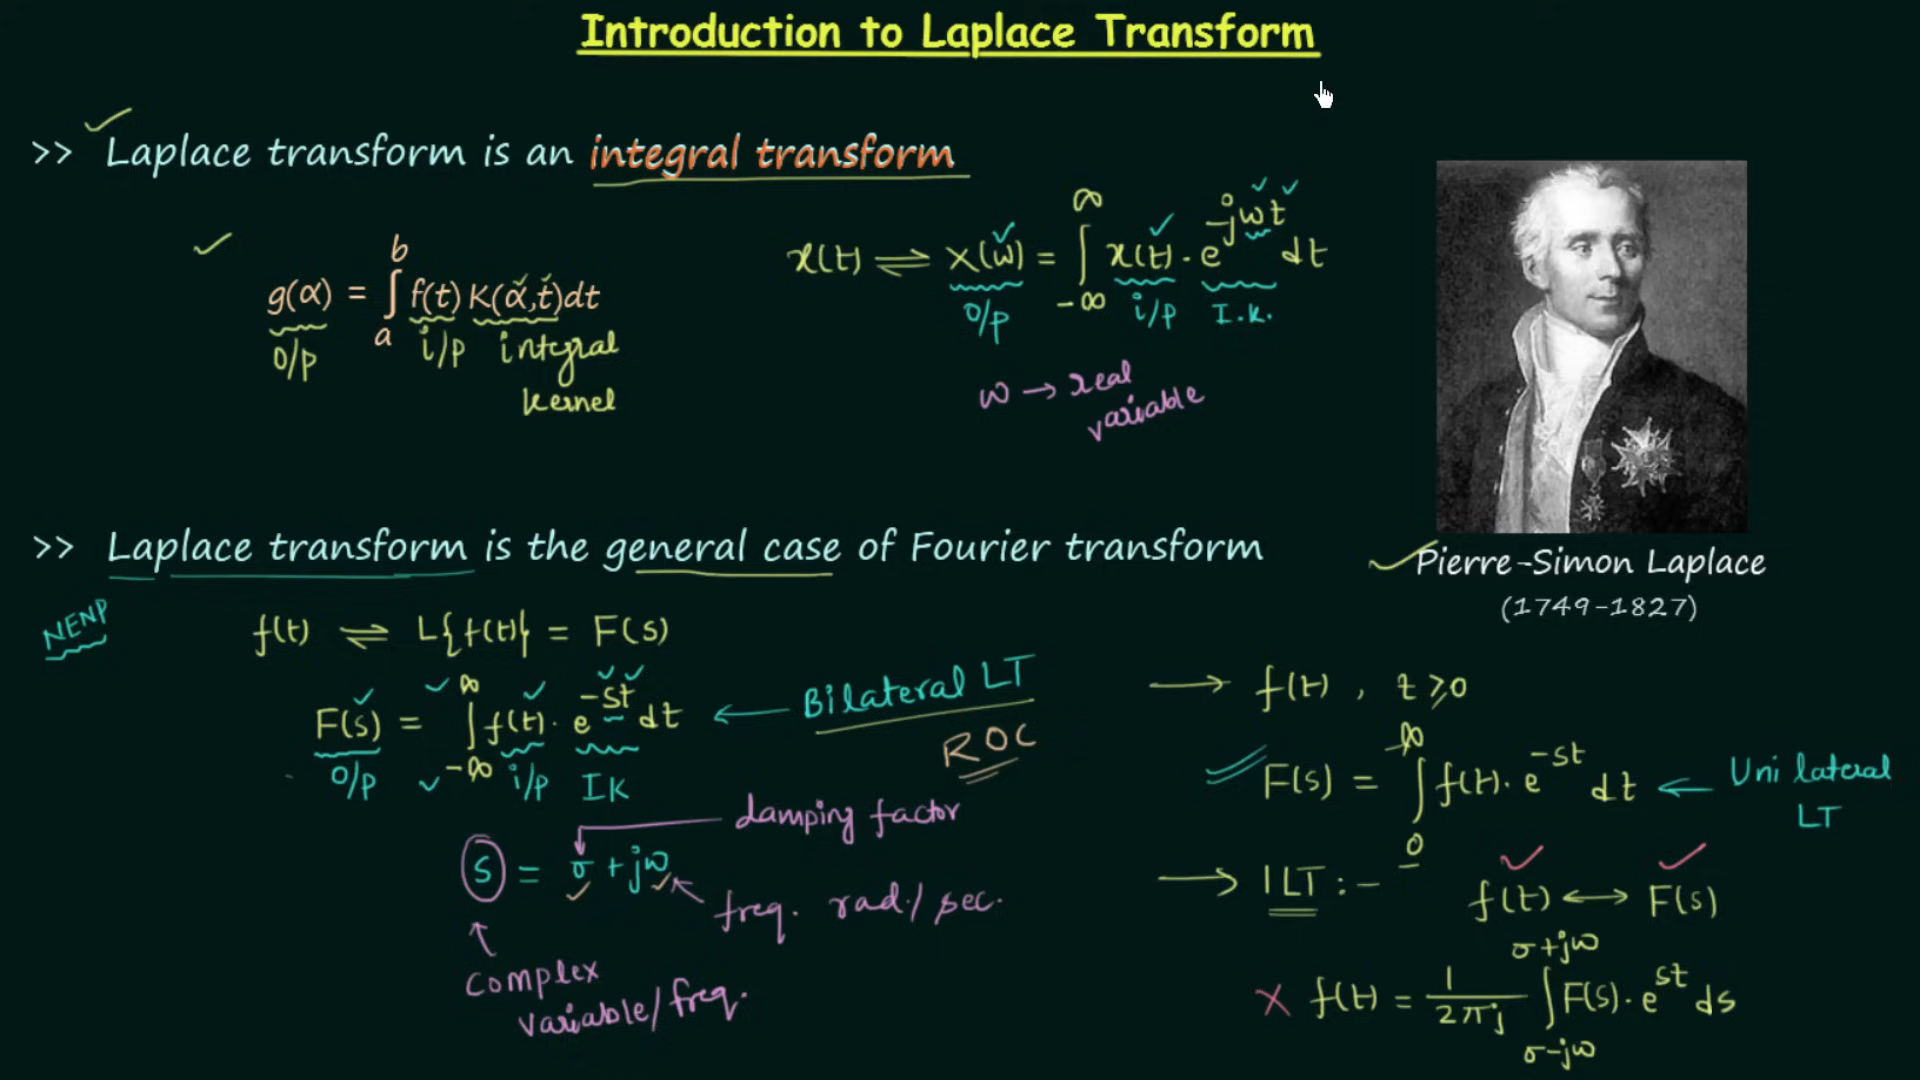 Introduction to Laplace Transform
>> Laplace transform is an integral transform
g(α) = ∫_a^b f(t) K(α,t)dt
o/p i/p integral kernel
x(t) ⇌ X(ω) = ∫_{-∞}^{∞} x(t) · e^{-jωt} dt
o/p i/p I.K.
ω → real
variable
>> Laplace transform is the general case of Fourier transform
Pierre-Simon Laplace
(1749-1827)
NENP
f(t) ⇌ L{f(t)} = F(s)
F(s) = ∫_{-∞}^{∞} f(t) · e^{-st} dt ← Bilateral LT
o/p i/p IK
ROC
s = σ + jω
damping factor
freq. rad./sec.
complex
variable/freq.
→ f(t) , t ≥ 0
F(s) = ∫_0^∞ f(t) · e^{-st} dt ← Unilateral
LT
→ ILT :- f(t) ↔ F(s)
f(t) = 1/2πj ∫_{σ-jω}^{σ+jω} F(s) · e^{st} ds